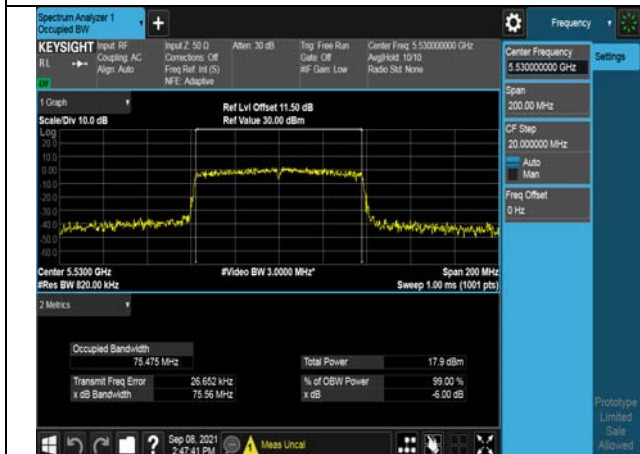 Spectrum Analyzer 1
Occupied BW
+
Frequency
KEYSIGHT
RL
Input: RF
Coupling: AC
Align: Auto
Input Z: 50 Ω
Corrections: Off
Freq Ref: Int (S)
NFE: Adaptive
Atten: 30 dB
Trig: Free Run
Gate: Off
#IF Gain: Low
Center Freq: 5.530000000 GHz
Avg|Hold: 10/10
Radio Std: None
Center Frequency
5.530000000 GHz
Settings
Span
200.00 MHz
CF Step
20.000000 MHz
Auto
Man
Freq Offset
0 Hz
1 Graph
Scale/Div 10.0 dB
Ref Lvl Offset 11.50 dB
Ref Value 30.00 dBm
Log
20.0
10.0
0.00
-10.0
-20.0
-30.0
-40.0
-50.0
-60.0
Center 5.5300 GHz
#Video BW 3.0000 MHz*
Span 200 MHz
#Res BW 820.00 kHz
Sweep 1.00 ms (1001 pts)
2 Metrics
Occupied Bandwidth
75.475 MHz
Total Power 17.9 dBm
Transmit Freq Error 26.652 kHz
% of OBW Power 99.00 %
x dB Bandwidth 75.56 MHz
x dB -6.00 dB
Prototype
Limited
Sale
Allowed
?
Sep 08, 2021
2:47:41 PM
Meas Uncal